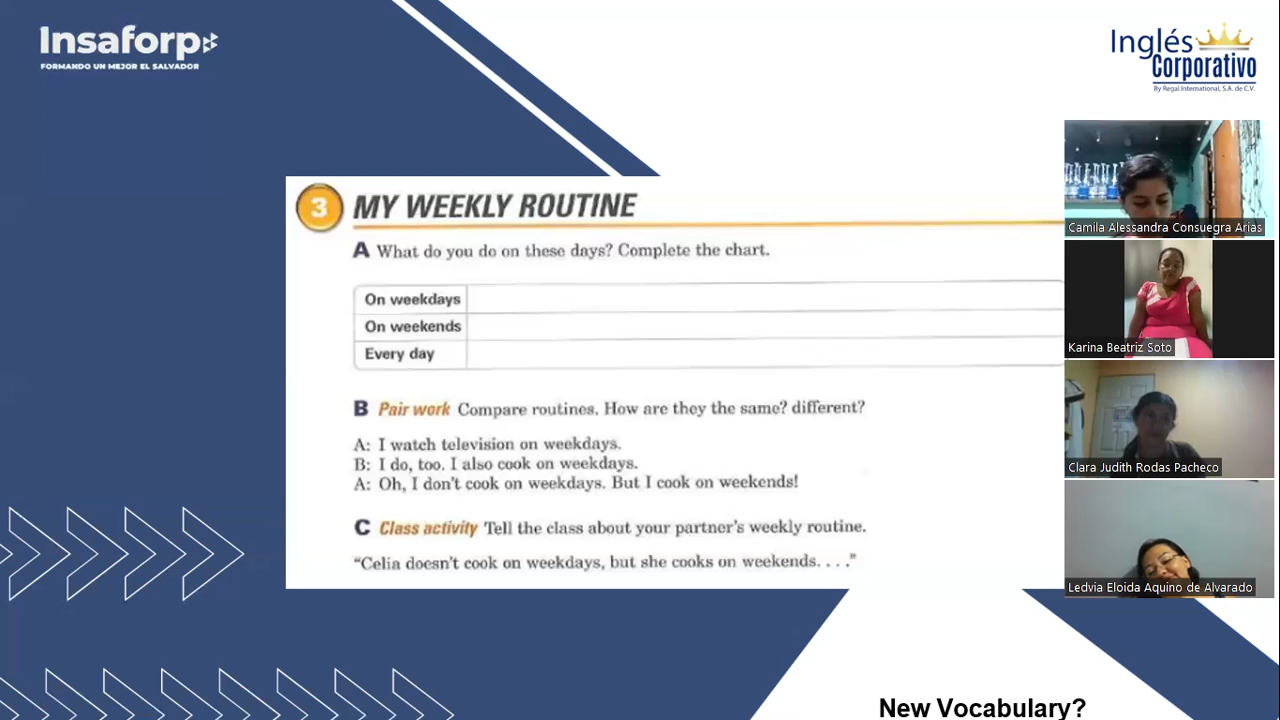 Insaforp
FORMANDO UN MEJOR EL SALVADOR
Inglés
Corporativo
By Regal International, S.A. de C.V.
3 MY WEEKLY ROUTINE
A What do you do on these days? Complete the chart.
On weekdays
On weekends
Every day
B Pair work Compare routines. How are they the same? different?
A: I watch television on weekdays.
B: I do, too. I also cook on weekdays.
A: Oh, I don't cook on weekdays. But I cook on weekends!
C Class activity Tell the class about your partner's weekly routine.
"Celia doesn't cook on weekdays, but she cooks on weekends. . . ."
Camila Alessandra Consuegra Arias
Karina Beatriz Soto
Clara Judith Rodas Pacheco
Ledvia Eloida Aquino de Alvarado
New Vocabulary?